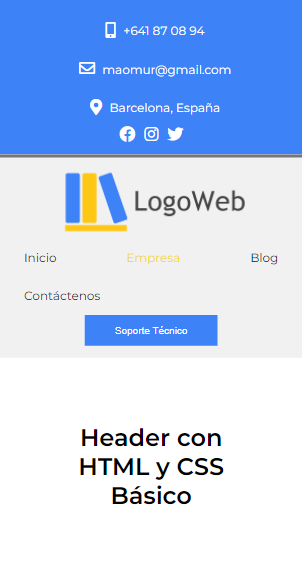 +641 87 08 94
maomur@gmail.com
Barcelona, España
LogoWeb
Inicio Empresa Blog
Contáctenos
Soporte Técnico
Header con
HTML y CSS
Básico